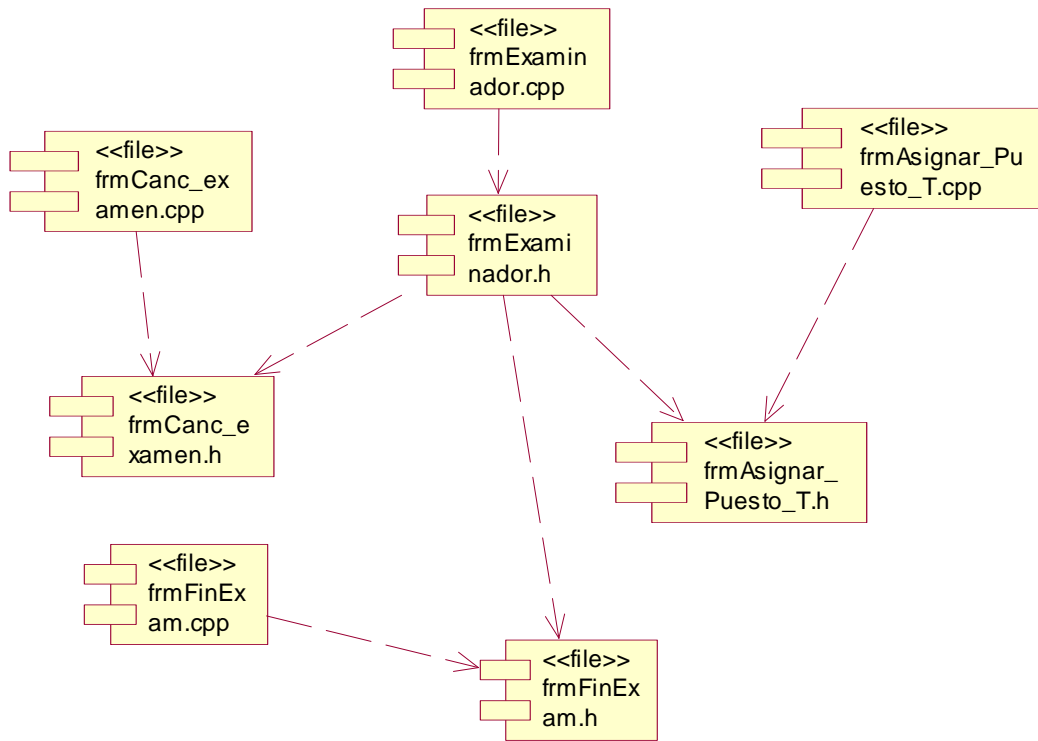 <<file>>
frmExamin
ador.cpp
<<file>>
frmCanc_ex
amen.cpp
<<file>>
frmAsignar_Pu
esto_T.cpp
<<file>>
frmExami
nador.h
<<file>>
frmCanc_e
xamen.h
<<file>>
frmAsignar_
Puesto_T.h
<<file>>
frmFinEx
am.cpp
<<file>>
frmFinEx
am.h